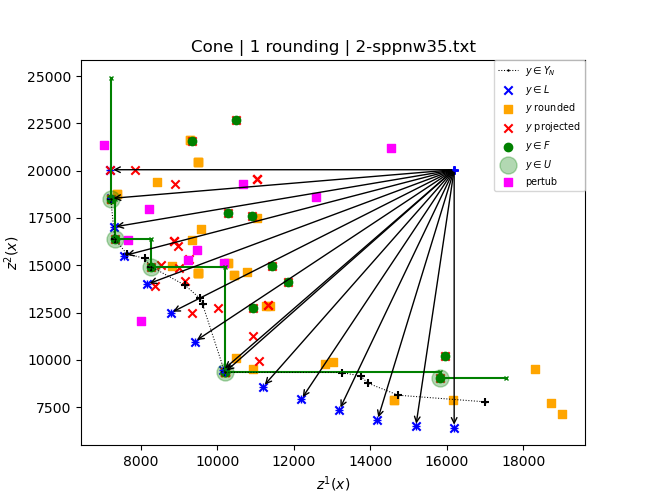 Cone | 1 rounding | 2-sppnw35.txt
y ∈ Y_N
y ∈ L
y rounded
y projected
y ∈ F
y ∈ U
pertub
z²(x)
25000
22500
20000
17500
15000
12500
10000
7500
8000 10000 12000 14000 16000 18000
z¹(x)